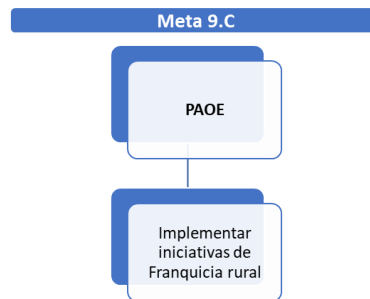 Meta 9.C
PAOE
Implementar
iniciativas de
Franquicia rural